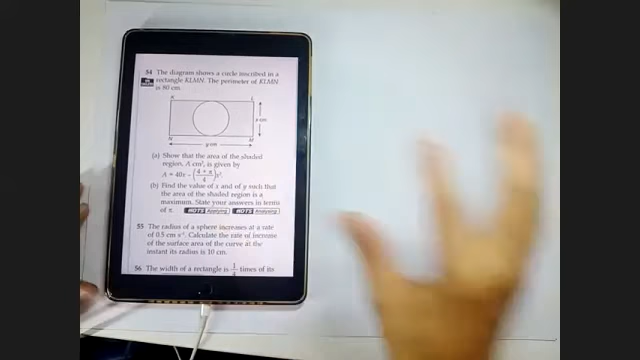 54 The diagram shows a circle inscribed in a
rectangle KLMN. The perimeter of KLMN
is 80 cm.
K L
x cm
N M
y cm
(a) Show that the area of the shaded
region, A cm², is given by
A = 40x – (4 + π / 4)x².
(b) Find the value of x and of y such that
the area of the shaded region is a
maximum. State your answers in terms
of π. HOTS Applying HOTS Analysing
55 The radius of a sphere increases at a rate
of 0.5 cm s⁻¹. Calculate the rate of increase
of the surface area of the curve at the
instant its radius is 10 cm.
56 The width of a rectangle is 1/4 times of its